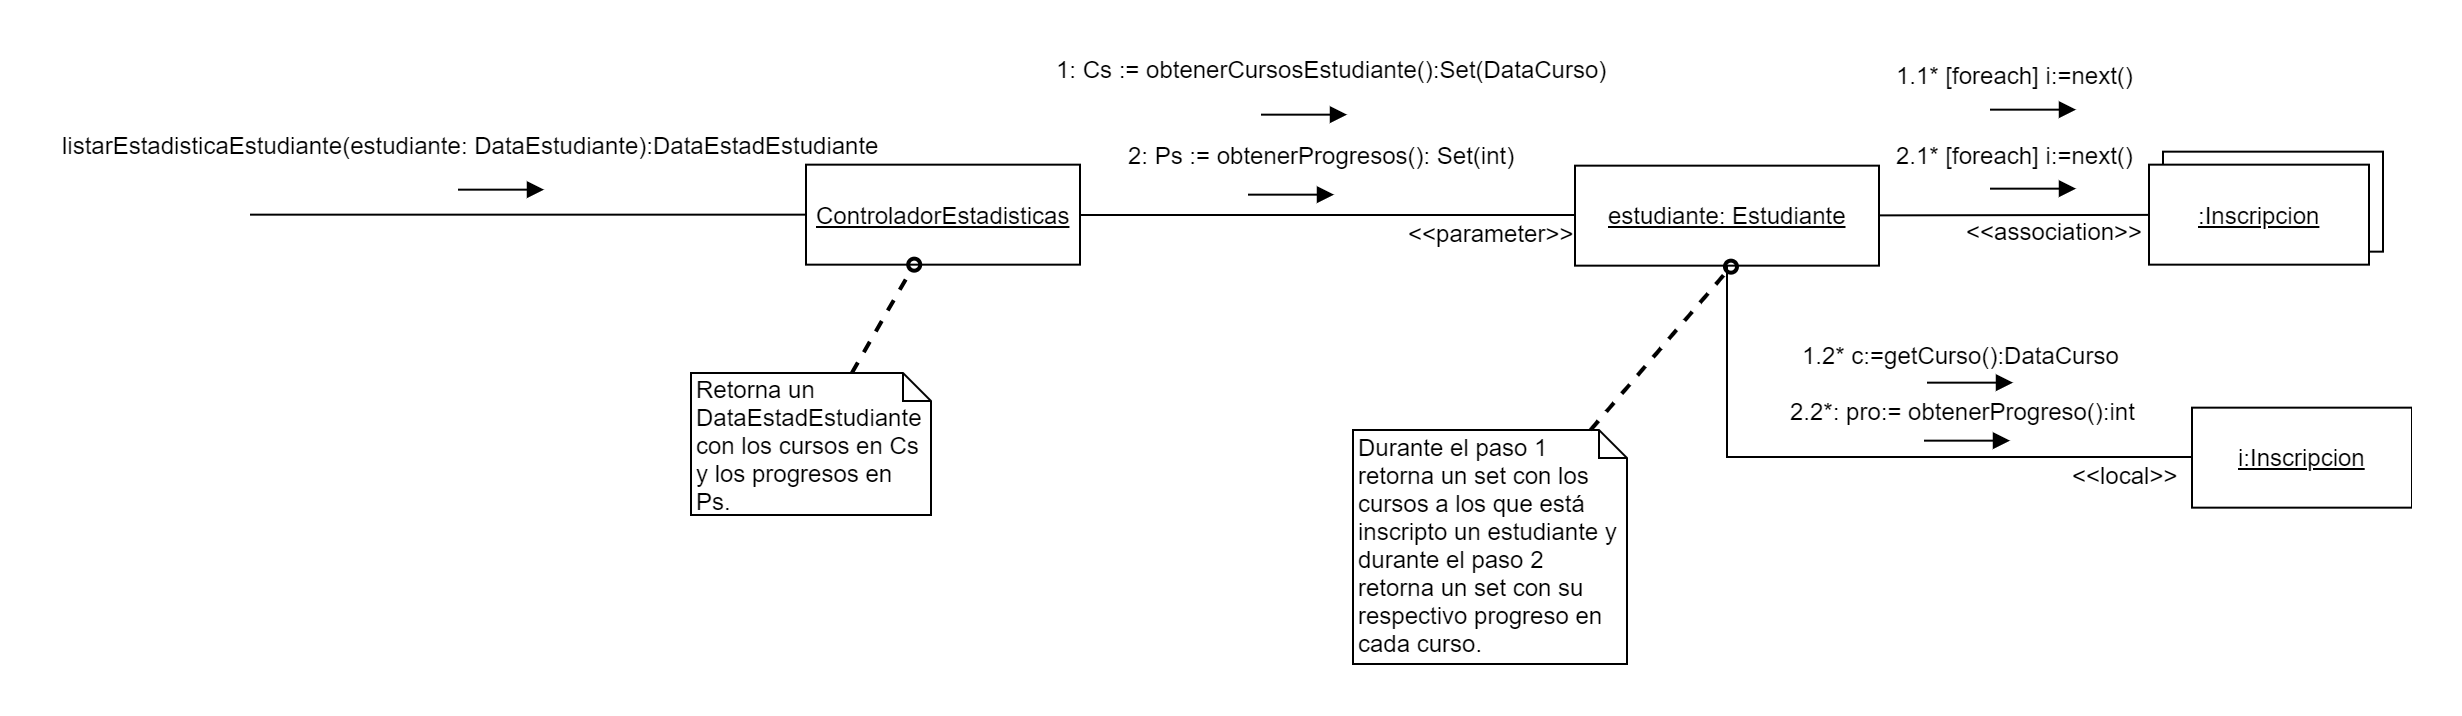 1: Cs := obtenerCursosEstudiante():Set(DataCurso)
1.1* [foreach] i:=next()
listarEstadisticaEstudiante(estudiante: DataEstudiante):DataEstadEstudiante
2: Ps := obtenerProgresos(): Set(int)
2.1* [foreach] i:=next()
ControladorEstadisticas
<<parameter>>
estudiante: Estudiante
<<association>>
:Inscripcion
1.2* c:=getCurso():DataCurso
2.2*: pro:= obtenerProgreso():int
<<local>>
i:Inscripcion
Retorna un
DataEstadEstudiante
con los cursos en Cs
y los progresos en
Ps.
Durante el paso 1
retorna un set con los
cursos a los que está
inscripto un estudiante y
durante el paso 2
retorna un set con su
respectivo progreso en
cada curso.